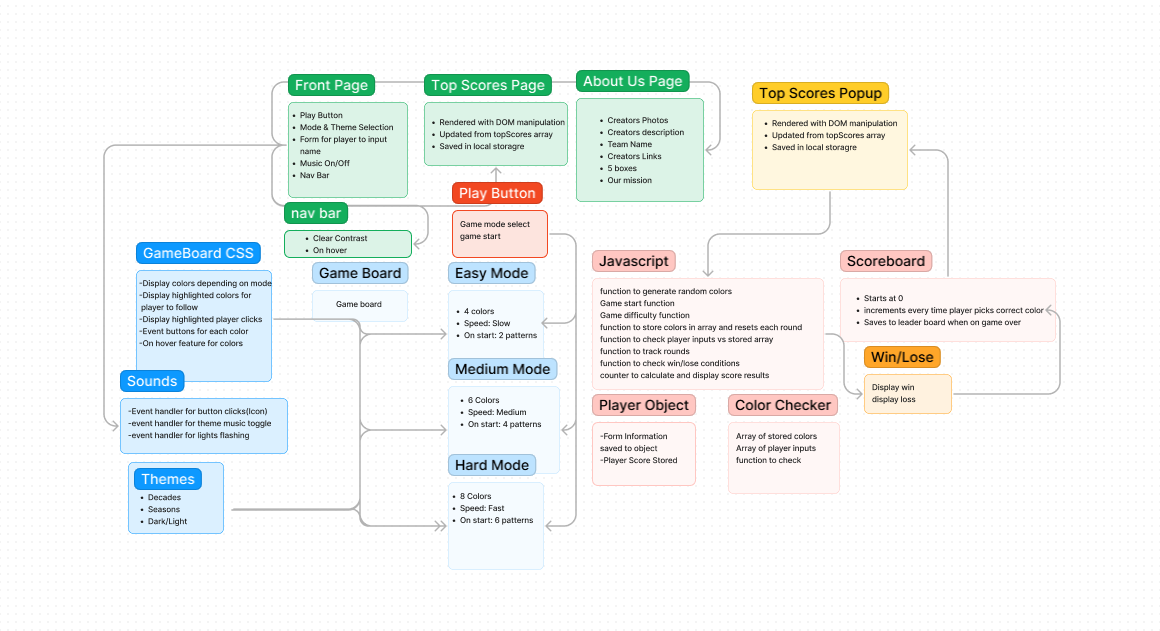 Front Page
• Play Button
• Mode & Theme Selection
• Form for player to input
name
• Music On/Off
• Nav Bar
Top Scores Page
• Rendered with DOM manipulation
• Updated from topScores array
• Saved in local storagre
About Us Page
• Creators Photos
• Creators description
• Team Name
• Creators Links
• 5 boxes
• Our mission
Top Scores Popup
• Rendered with DOM manipulation
• Updated from topScores array
• Saved in local storagre
nav bar
• Clear Contrast
• On hover
Play Button
Game mode select
game start
GameBoard CSS
-Display colors depending on mode
-Display highlighted colors for
player to follow
-Display highlighted player clicks
-Event buttons for each color
-On hover feature for colors
Game Board
Game board
Easy Mode
• 4 colors
• Speed: Slow
• On start: 2 patterns
Javascript
function to generate random colors
Game start function
Game difficulty function
function to store colors in array and resets each round
function to check player inputs vs stored array
function to track rounds
function to check win/lose conditions
counter to calculate and display score results
Scoreboard
• Starts at 0
• increments every time player picks correct color
• Saves to leader board when on game over
Win/Lose
Display win
display loss
Sounds
-Event handler for button clicks(Icon)
-event handler for theme music toggle
-event handler for lights flashing
Medium Mode
• 6 Colors
• Speed: Medium
• On start: 4 patterns
Player Object
-Form Information
saved to object
-Player Score Stored
Color Checker
Array of stored colors
Array of player inputs
function to check
Themes
• Decades
• Seasons
• Dark/Light
Hard Mode
• 8 Colors
• Speed: Fast
• On start: 6 patterns